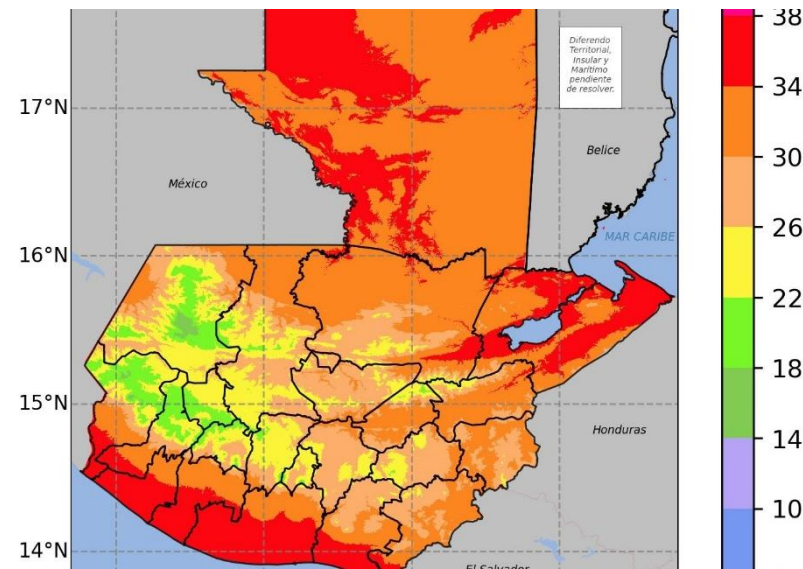 Diferendo
Territorial,
Insular y
Marítimo
pendiente
de resolver.
38
34
17°N
Belice
30
México
26
MAR CARIBE
16°N
22
18
15°N
Honduras
14
10
14°N
El Salvador